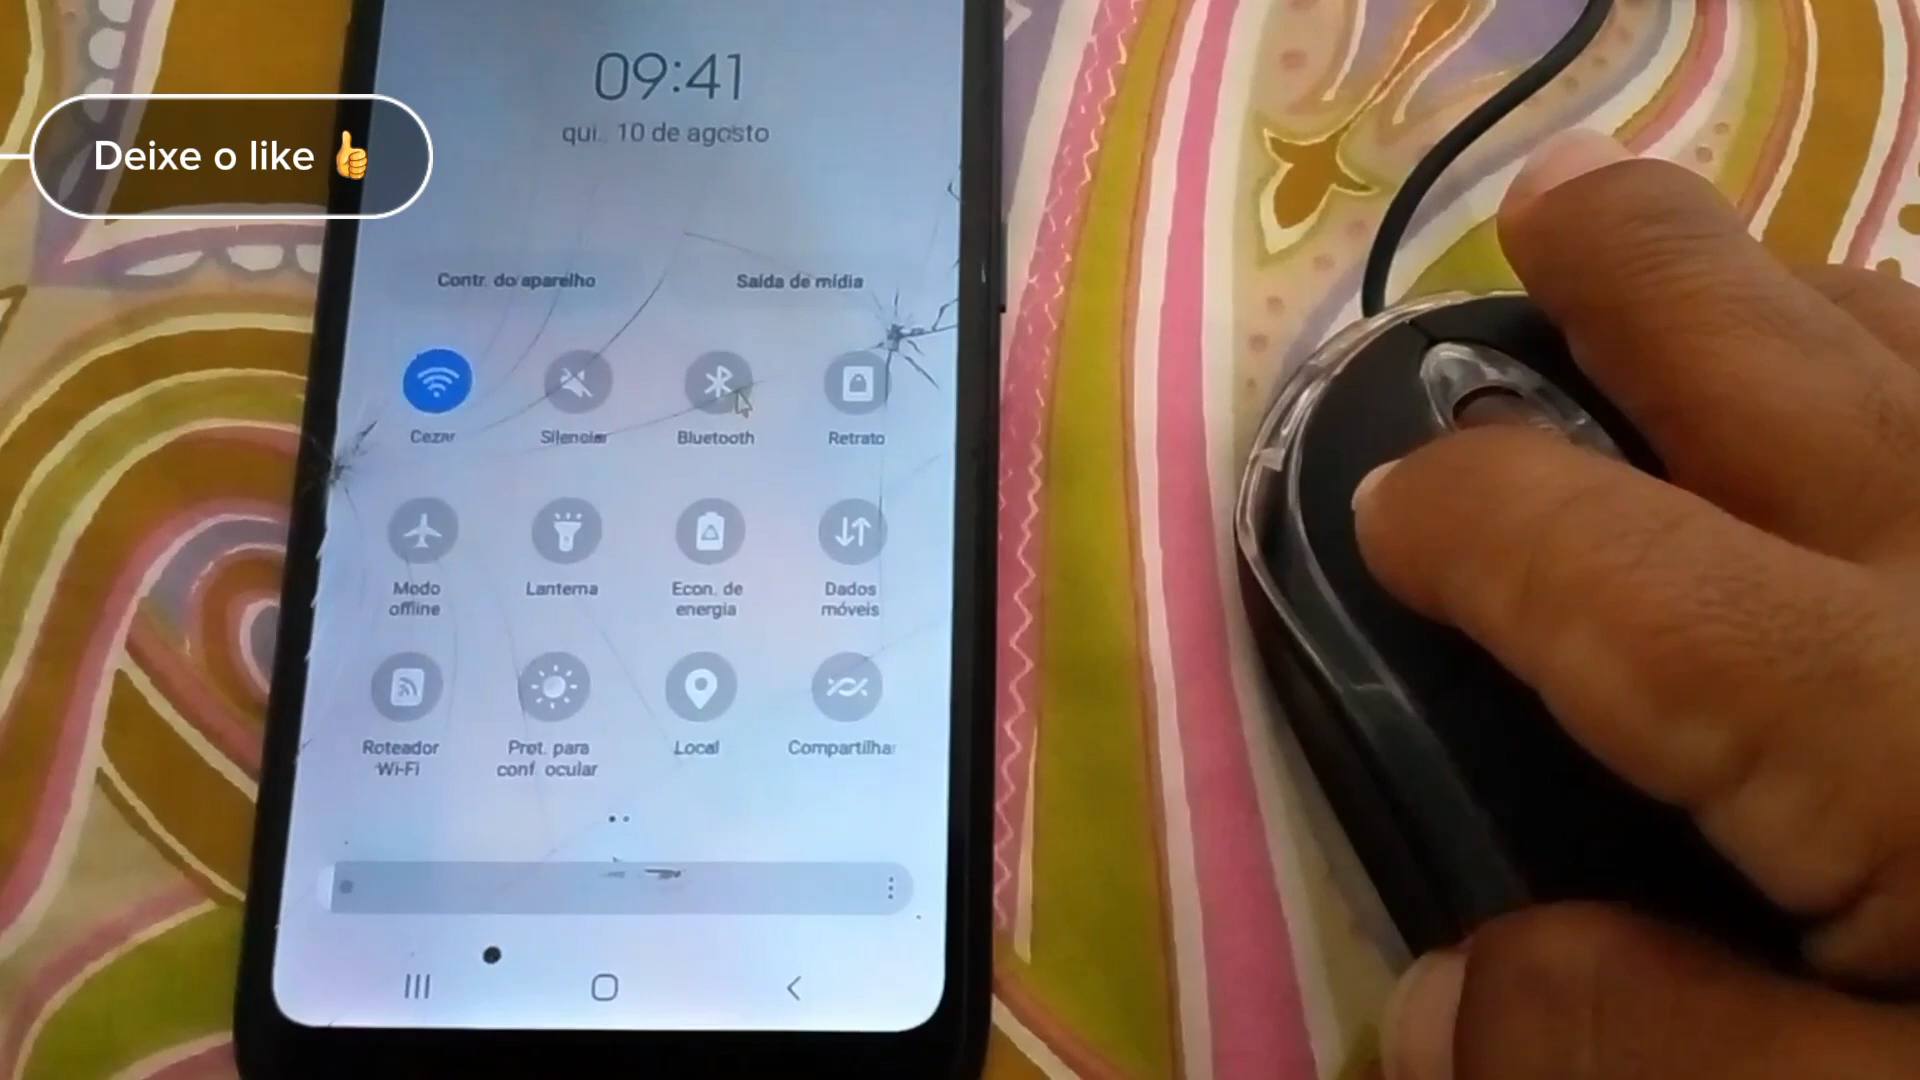 09:41
qui., 10 de agosto
Deixe o like 👍
Contr. do aparelho
Saída de mídia
Cezar
Silenciar
Bluetooth
Retrato
Modo
offline
Lanterna
Econ. de
energia
Dados
móveis
Roteador
Wi-Fi
Prot. para
conf. ocular
Local
Compartilhar